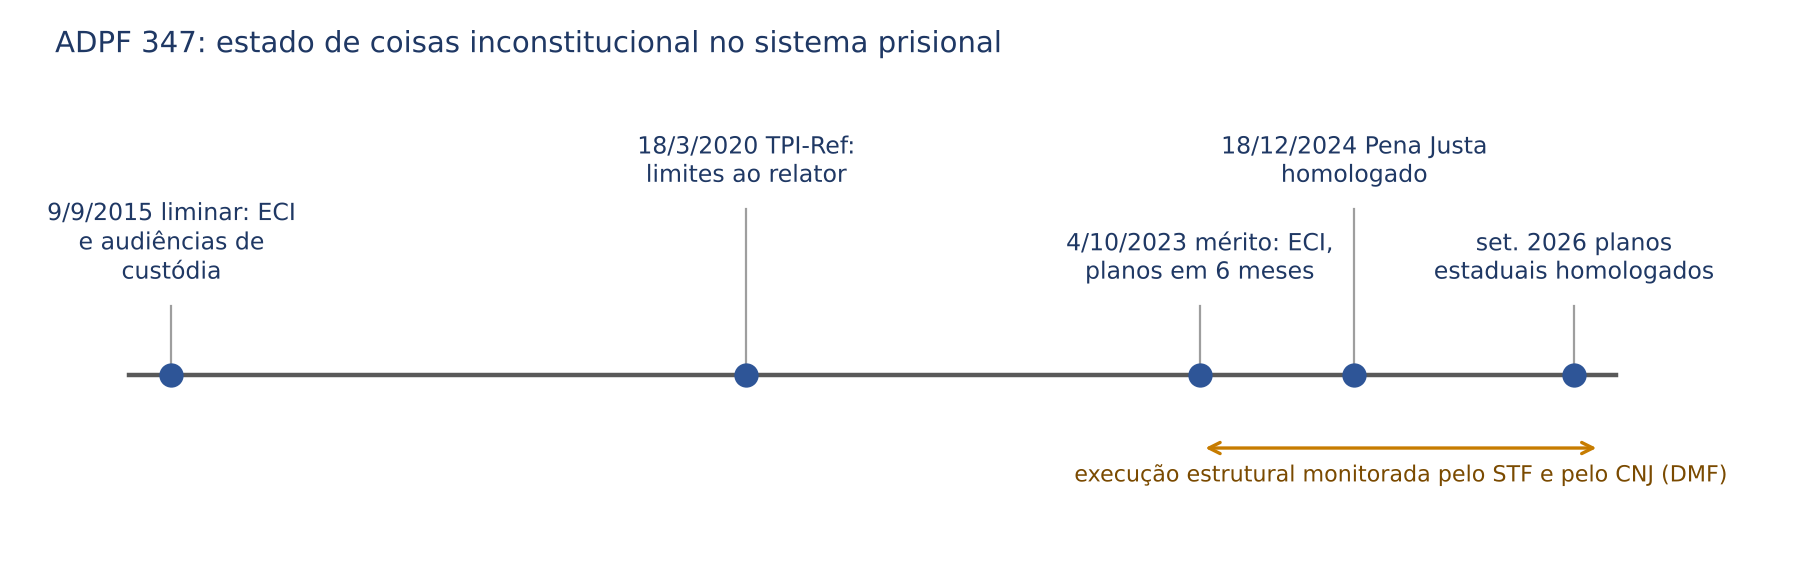 ADPF 347: estado de coisas inconstitucional no sistema prisional
9/9/2015 liminar: ECI
e audiências de
custódia
18/3/2020 TPI-Ref:
limites ao relator
4/10/2023 mérito: ECI,
planos em 6 meses
18/12/2024 Pena Justa
homologado
set. 2026 planos
estaduais homologados
execução estrutural monitorada pelo STF e pelo CNJ (DMF)